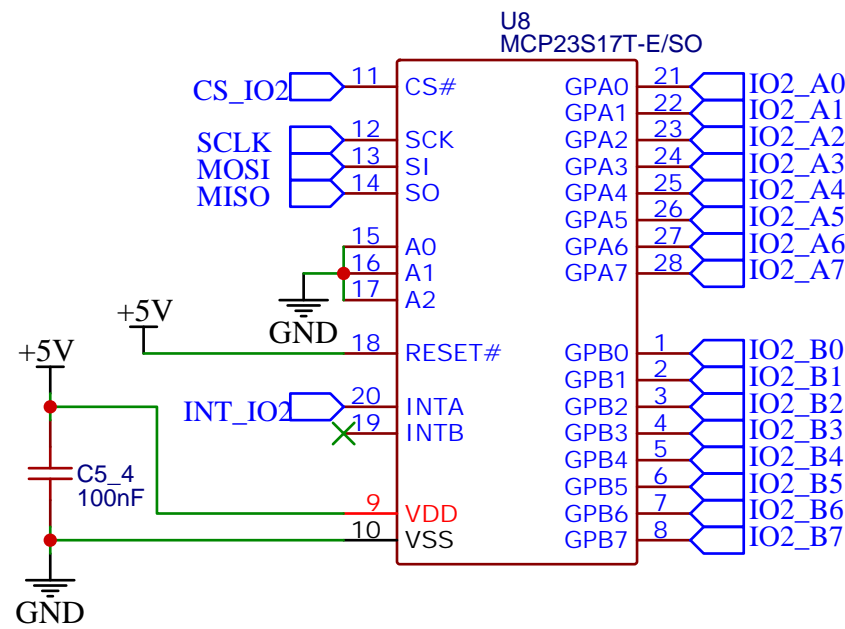 U8
MCP23S17T-E/SO
CS_IO2 11 CS# GPA0 21 IO2_A0
GPA1 22 IO2_A1
SCLK 12 SCK GPA2 23 IO2_A2
MOSI 13 SI GPA3 24 IO2_A3
MISO 14 SO GPA4 25 IO2_A4
GPA5 26 IO2_A5
15 A0 GPA6 27 IO2_A6
16 A1 GPA7 28 IO2_A7
17 A2
GND
+5V
18 RESET# GPB0 1 IO2_B0
+5V
GPB1 2 IO2_B1
INT_IO2 20 INTA GPB2 3 IO2_B2
19 INTB GPB3 4 IO2_B3
GPB4 5 IO2_B4
C5_4
100nF
GPB5 6 IO2_B5
9 VDD GPB6 7 IO2_B6
10 VSS GPB7 8 IO2_B7
GND